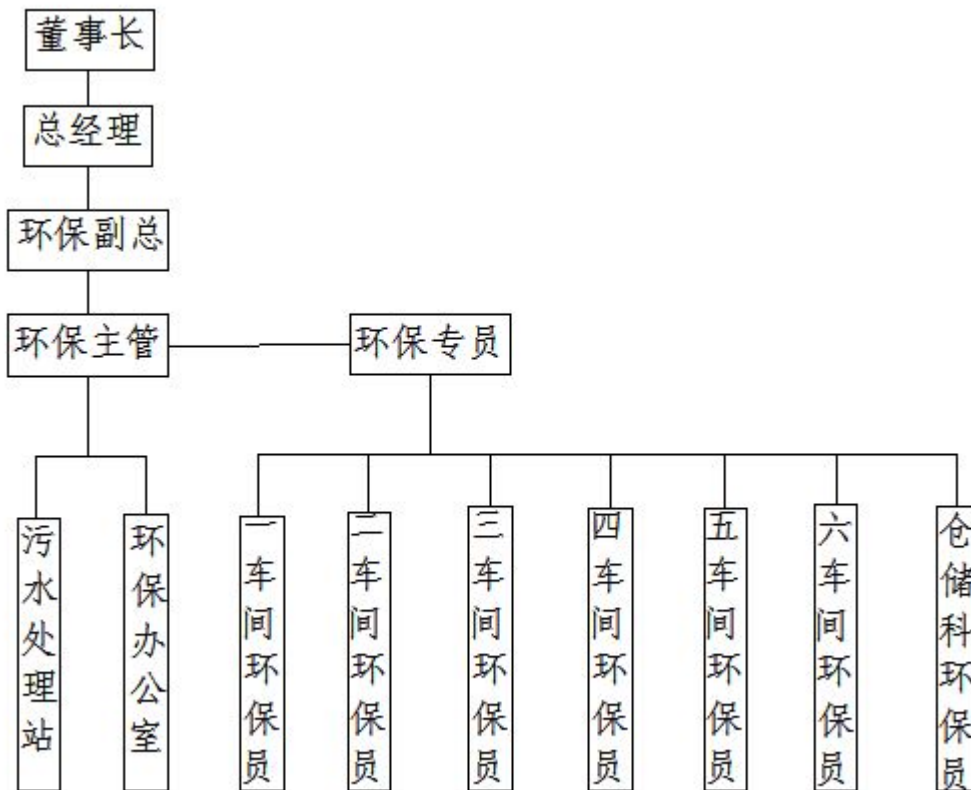 董事长
总经理
环保副总
环保主管
环保专员
污水处理站
环保办公室
一车间环保员
二车间环保员
三车间环保员
四车间环保员
五车间环保员
六车间环保员
仓储科环保员